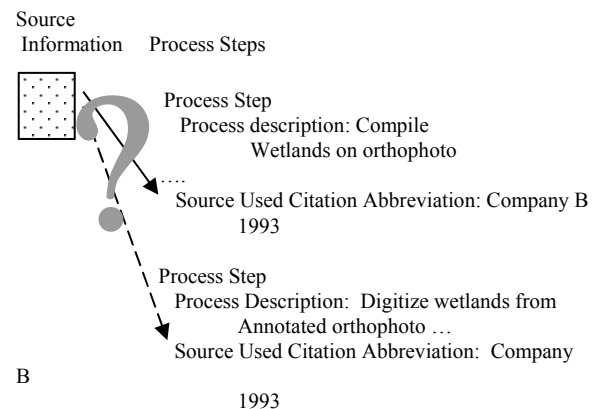 Source
Information Process Steps
Process Step
Process description: Compile
Wetlands on orthophoto
?
....
Source Used Citation Abbreviation: Company B
1993
Process Step
Process Description: Digitize wetlands from
Annotated orthophoto …
Source Used Citation Abbreviation: Company
B
1993